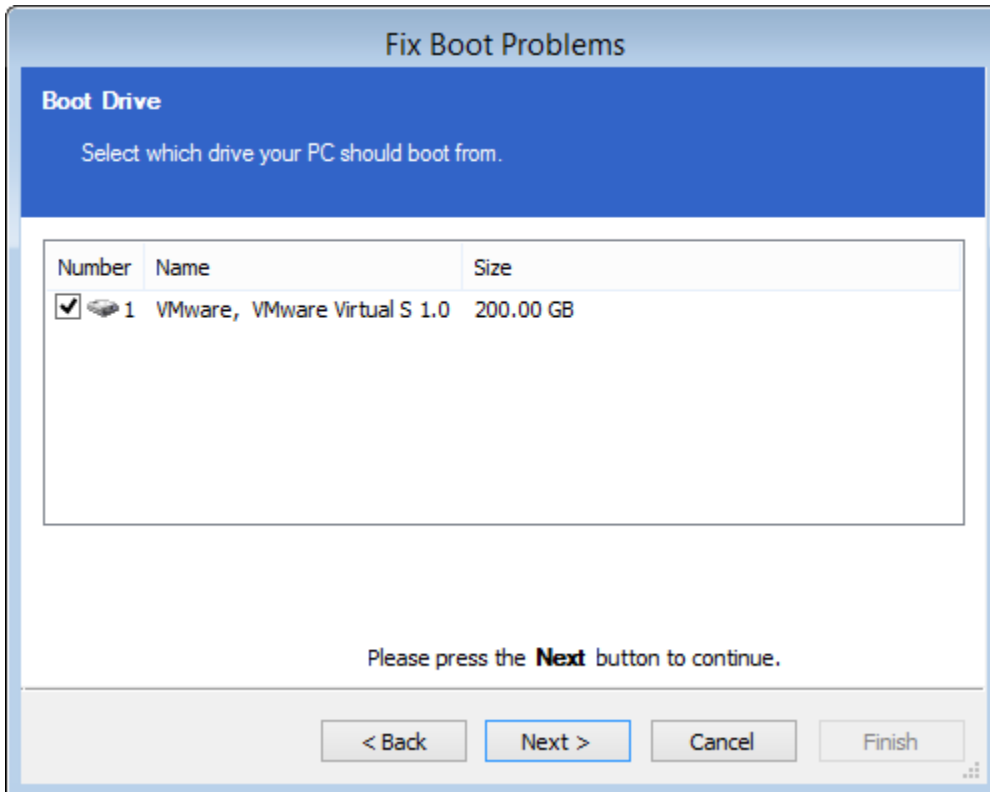 Fix Boot Problems
Boot Drive
Select which drive your PC should boot from.
Number Name Size
1 VMware, VMware Virtual S 1.0 200.00 GB
Please press the Next button to continue.
< Back Next > Cancel Finish